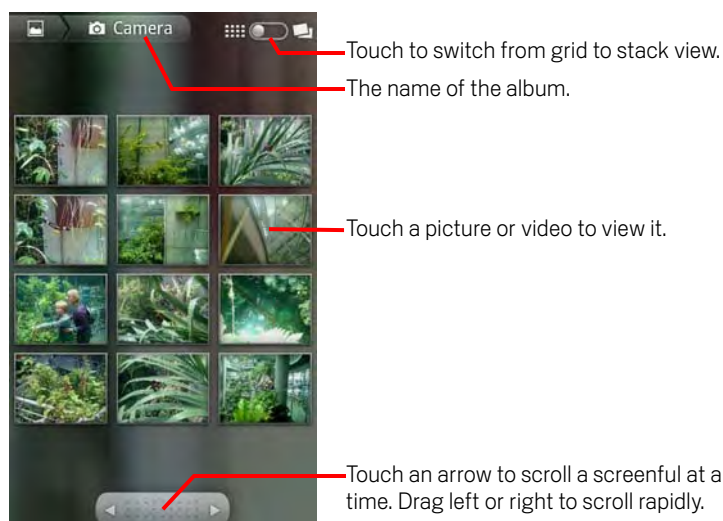 Camera
Touch to switch from grid to stack view.
The name of the album.
Touch a picture or video to view it.
Touch an arrow to scroll a screenful at a
time. Drag left or right to scroll rapidly.